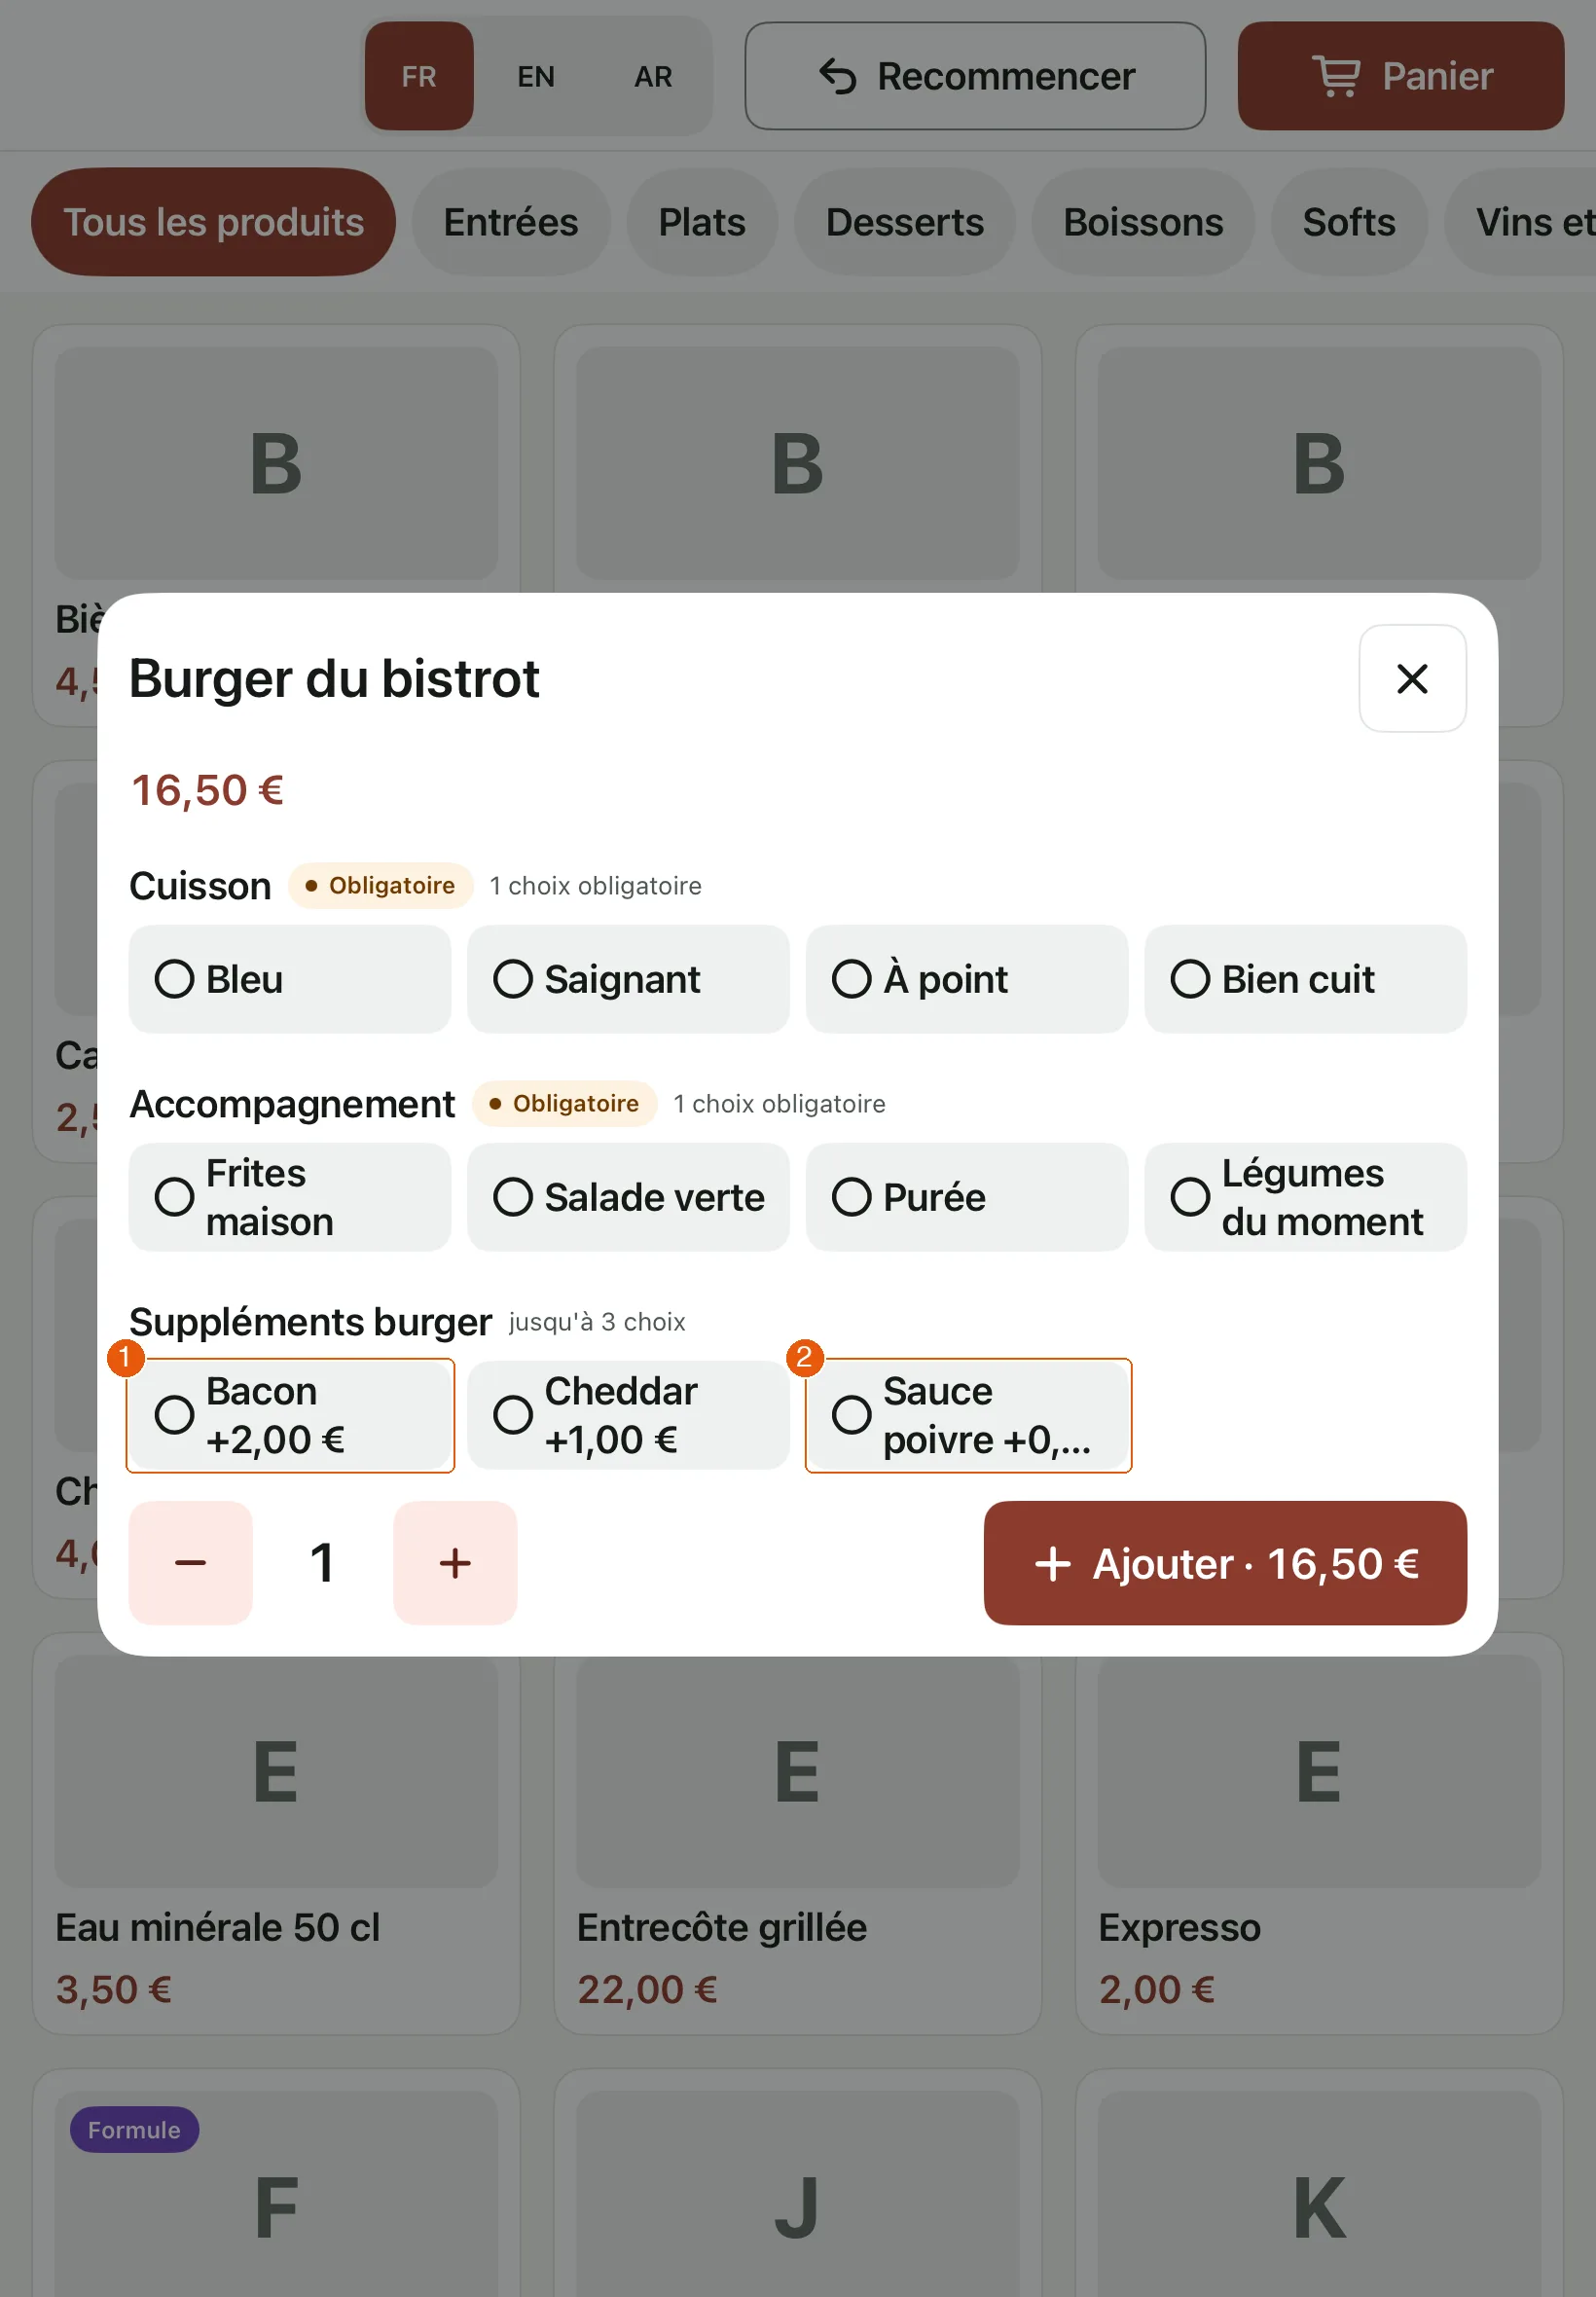 FR EN AR Recommencer Panier
Tous les produits Entrées Plats Desserts Boissons Softs Vins et
B B B
Burger du bistrot
16,50 €
Cuisson Obligatoire 1 choix obligatoire
Bleu Saignant À point Bien cuit
Accompagnement Obligatoire 1 choix obligatoire
Frites
maison
Salade verte
Purée
Légumes
du moment
Suppléments burger jusqu'à 3 choix
1
Bacon
+2,00 €
Cheddar
+1,00 €
2
Sauce
poivre +0,...
1
Ajouter · 16,50 €
E E E
Eau minérale 50 cl Entrecôte grillée Expresso
3,50 € 22,00 € 2,00 €
Formule
F J K